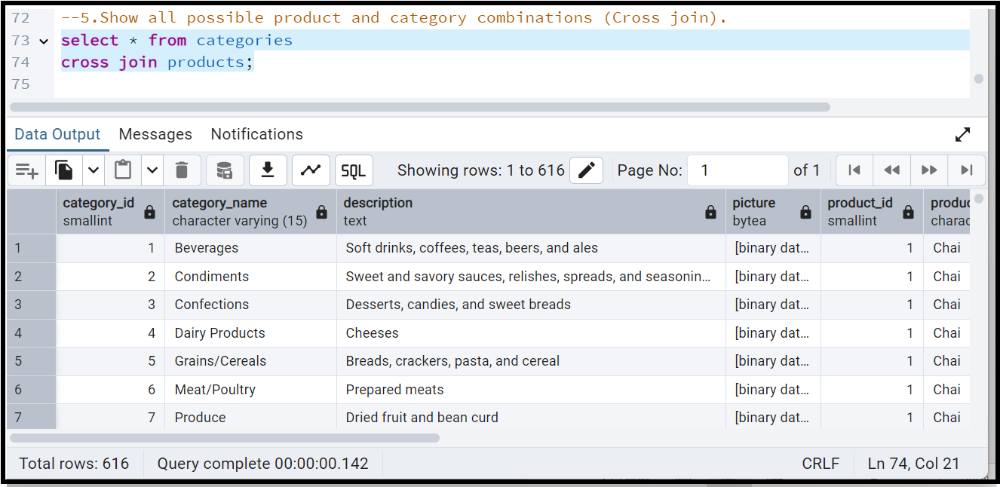 72 --5.Show all possible product and category combinations (Cross join).
73 select * from categories
74 cross join products;
75
Data Output Messages Notifications
SQL Showing rows: 1 to 616 Page No: 1 of 1
category_id category_name description picture product_id
smallint character varying (15) text bytea smallint
1 1 Beverages Soft drinks, coffees, teas, beers, and ales [binary dat... 1 Chai
2 2 Condiments Sweet and savory sauces, relishes, spreads, and seasonin... [binary dat... 1 Chai
3 3 Confections Desserts, candies, and sweet breads [binary dat... 1 Chai
4 4 Dairy Products Cheeses [binary dat... 1 Chai
5 5 Grains/Cereals Breads, crackers, pasta, and cereal [binary dat... 1 Chai
6 6 Meat/Poultry Prepared meats [binary dat... 1 Chai
7 7 Produce Dried fruit and bean curd [binary dat... 1 Chai
Total rows: 616 Query complete 00:00:00.142 CRLF Ln 74, Col 21